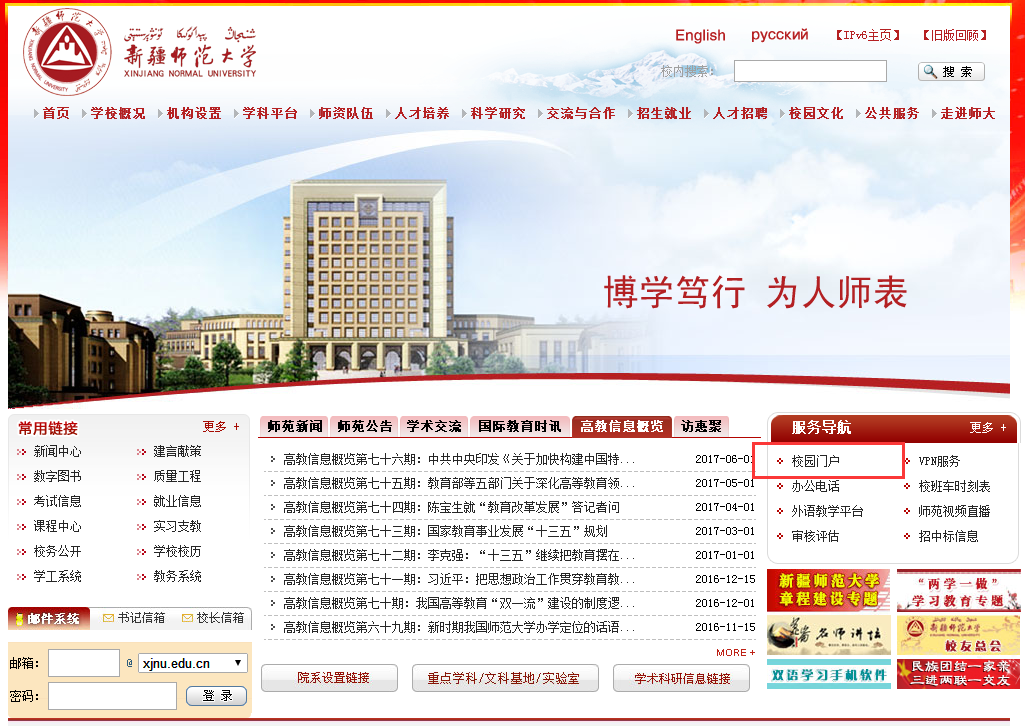 新疆师范大学
XINJIANG NORMAL UNIVERSITY
English русский 【IPv6主页】 【旧版回顾】
校内搜索: 搜 索
首页 学校概况 机构设置 学科平台 师资队伍 人才培养 科学研究 交流与合作 招生就业 人才招聘 校园文化 公共服务 走进师大
博学笃行 为人师表
常用链接 更多 +
新闻中心 建言献策
数字图书 质量工程
考试信息 就业信息
课程中心 实习支教
校务公开 学校校历
学工系统 教务系统
邮件系统 书记信箱 校长信箱
邮箱: @ xjnu.edu.cn
密码: 登 录
师苑新闻 师苑公告 学术交流 国际教育时讯 高教信息概览 访惠聚
高教信息概览第七十六期：中共中央印发《关于加快构建中国特... 2017-06-01
高教信息概览第七十五期：教育部等五部门关于深化高等教育领... 2017-05-01
高教信息概览第七十四期：陈宝生就“教育改革发展”答记者问 2017-04-01
高教信息概览第七十三期：国家教育事业发展“十三五”规划 2017-03-01
高教信息概览第七十二期：李克强：“十三五”继续把教育摆在... 2017-01-01
高教信息概览第七十一期：习近平：把思想政治工作贯穿教育教... 2016-12-15
高教信息概览第七十期：我国高等教育“双一流”建设的制度逻... 2016-12-01
高教信息概览第六十九期：新时期我国师范大学办学定位的话语... 2016-11-15
MORE +
院系设置链接 重点学科/文科基地/实验室 学术科研信息链接
服务导航 更多 +
校园门户 VPN服务
办公电话 校班车时刻表
外语教学平台 师苑视频直播
审核评估 招中标信息
新疆师范大学
章程建设专题
“两学一做”
学习教育专题
昆仑名师讲坛
新疆师范大学
校友总会
双语学习手机软件
民族团结一家亲
三进两联一交友